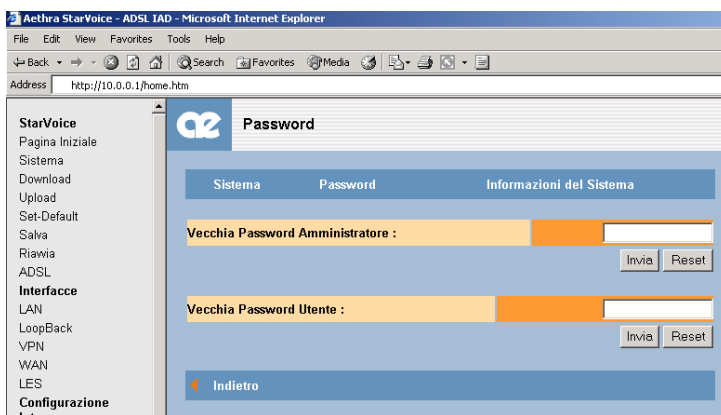 Aethra StarVoice - ADSL IAD - Microsoft Internet Explorer
File Edit View Favorites Tools Help
Back Search Favorites Media
Address http://10.0.0.1/home.htm
StarVoice
Pagina Iniziale
Sistema
Download
Upload
Set-Default
Salva
Riavvia
ADSL
Interfacce
LAN
LoopBack
VPN
WAN
LES
Configurazione
ae Password
Sistema Password Informazioni del Sistema
Vecchia Password Amministratore :
Invia Reset
Vecchia Password Utente :
Invia Reset
Indietro